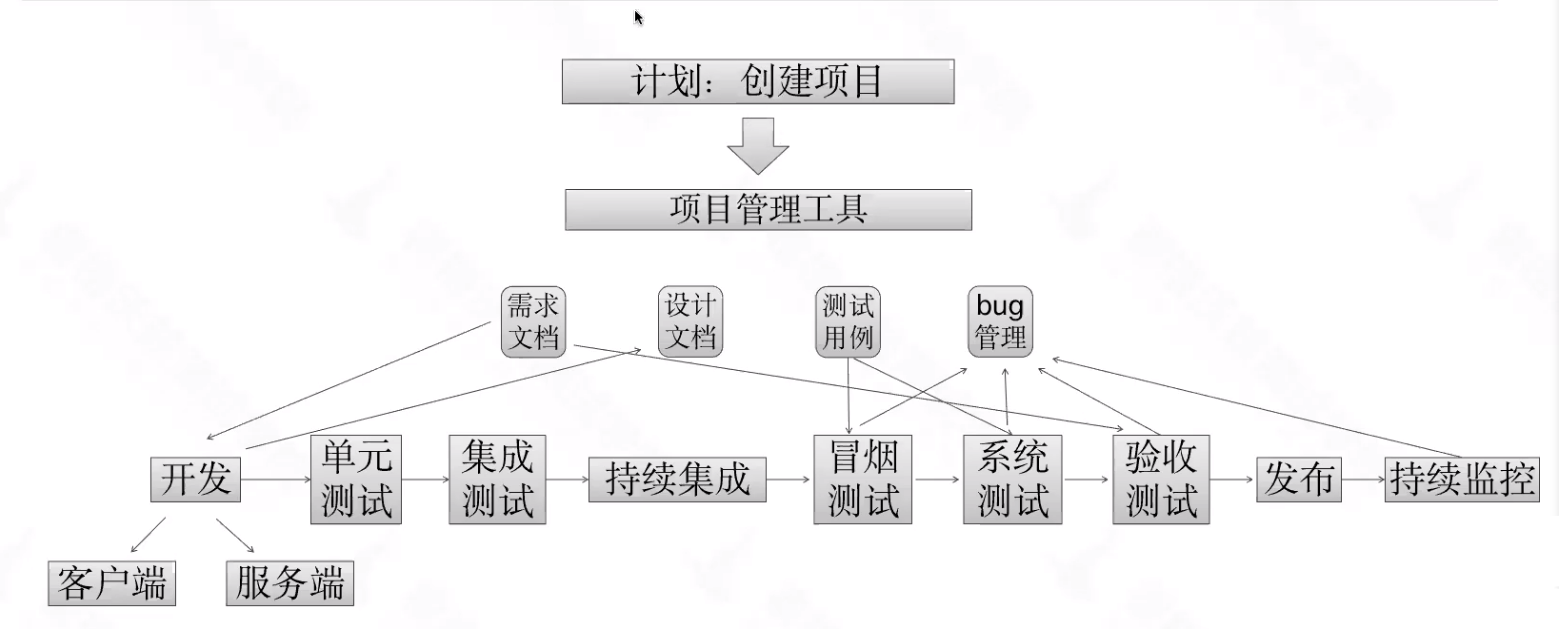 计划：创建项目
项目管理工具
需求
文档
设计
文档
测试
用例
bug
管理
开发
单元
测试
集成
测试
持续集成
冒烟
测试
系统
测试
验收
测试
发布
持续监控
客户端
服务端